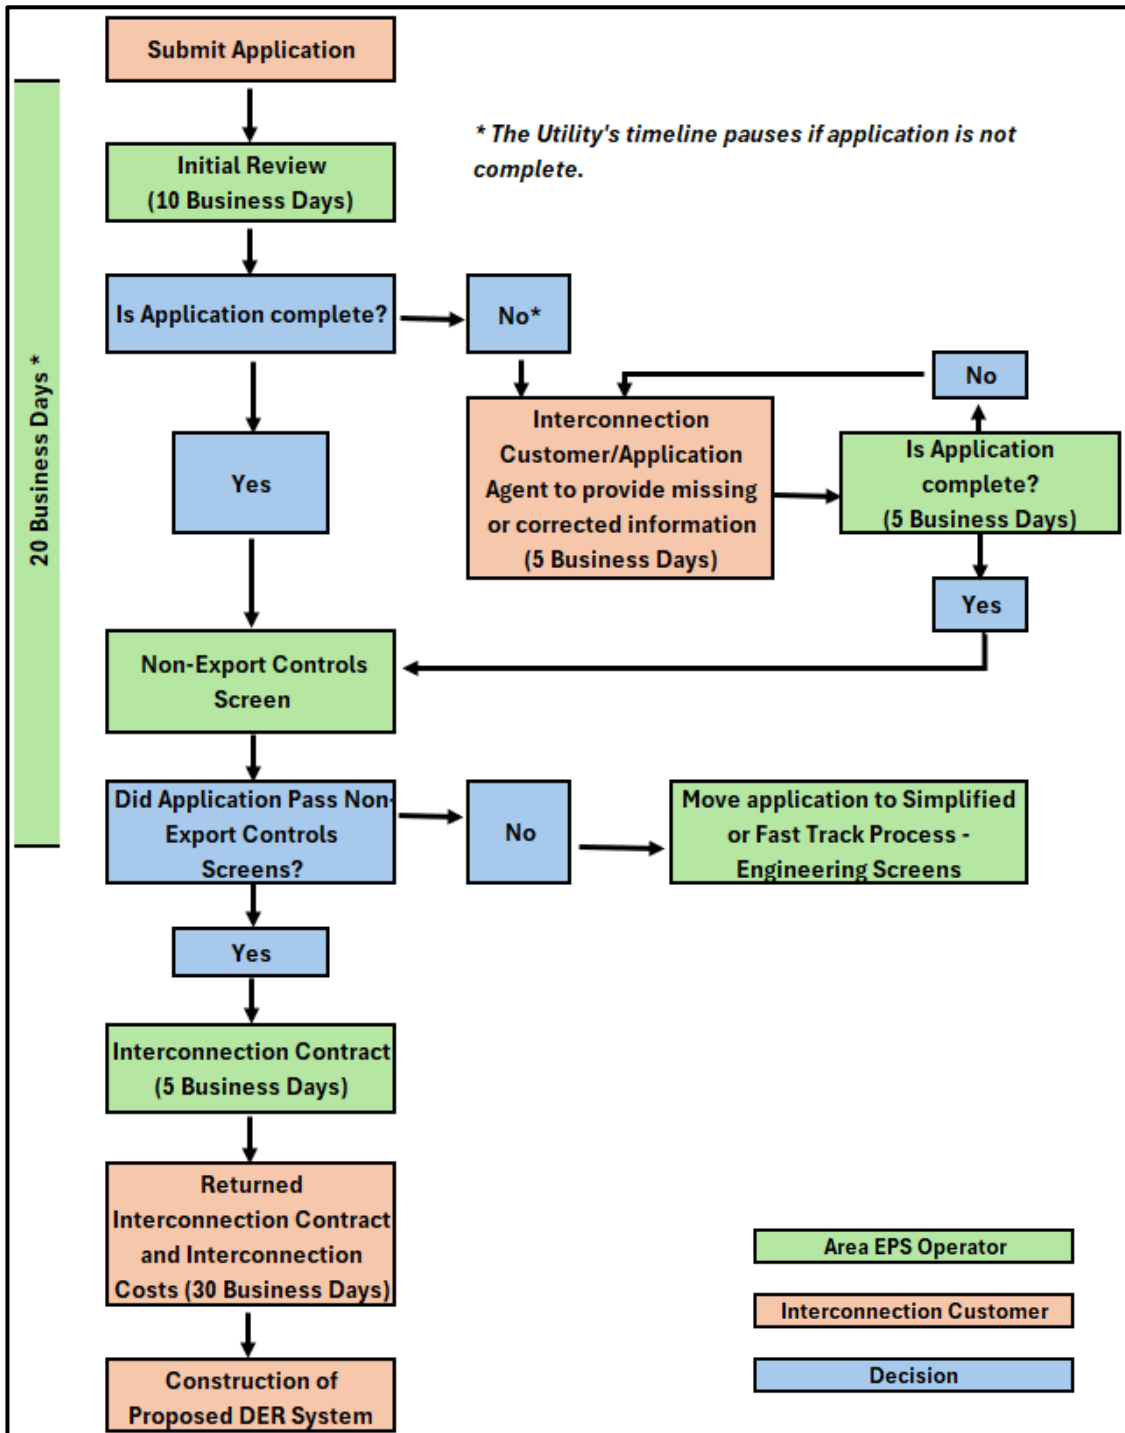 Submit Application
* The Utility's timeline pauses if application is not
complete.
Initial Review
(10 Business Days)
20 Business Days *
Is Application complete?
No*
No
Interconnection
Customer/Application
Agent to provide missing
or corrected information
(5 Business Days)
Is Application
complete?
(5 Business Days)
Yes
Yes
Non-Export Controls
Screen
Did Application Pass Non-
Export Controls
Screens?
No
Move application to Simplified
or Fast Track Process -
Engineering Screens
Yes
Interconnection Contract
(5 Business Days)
Returned
Interconnection Contract
and Interconnection
Costs (30 Business Days)
Construction of
Proposed DER System
Area EPS Operator
Interconnection Customer
Decision